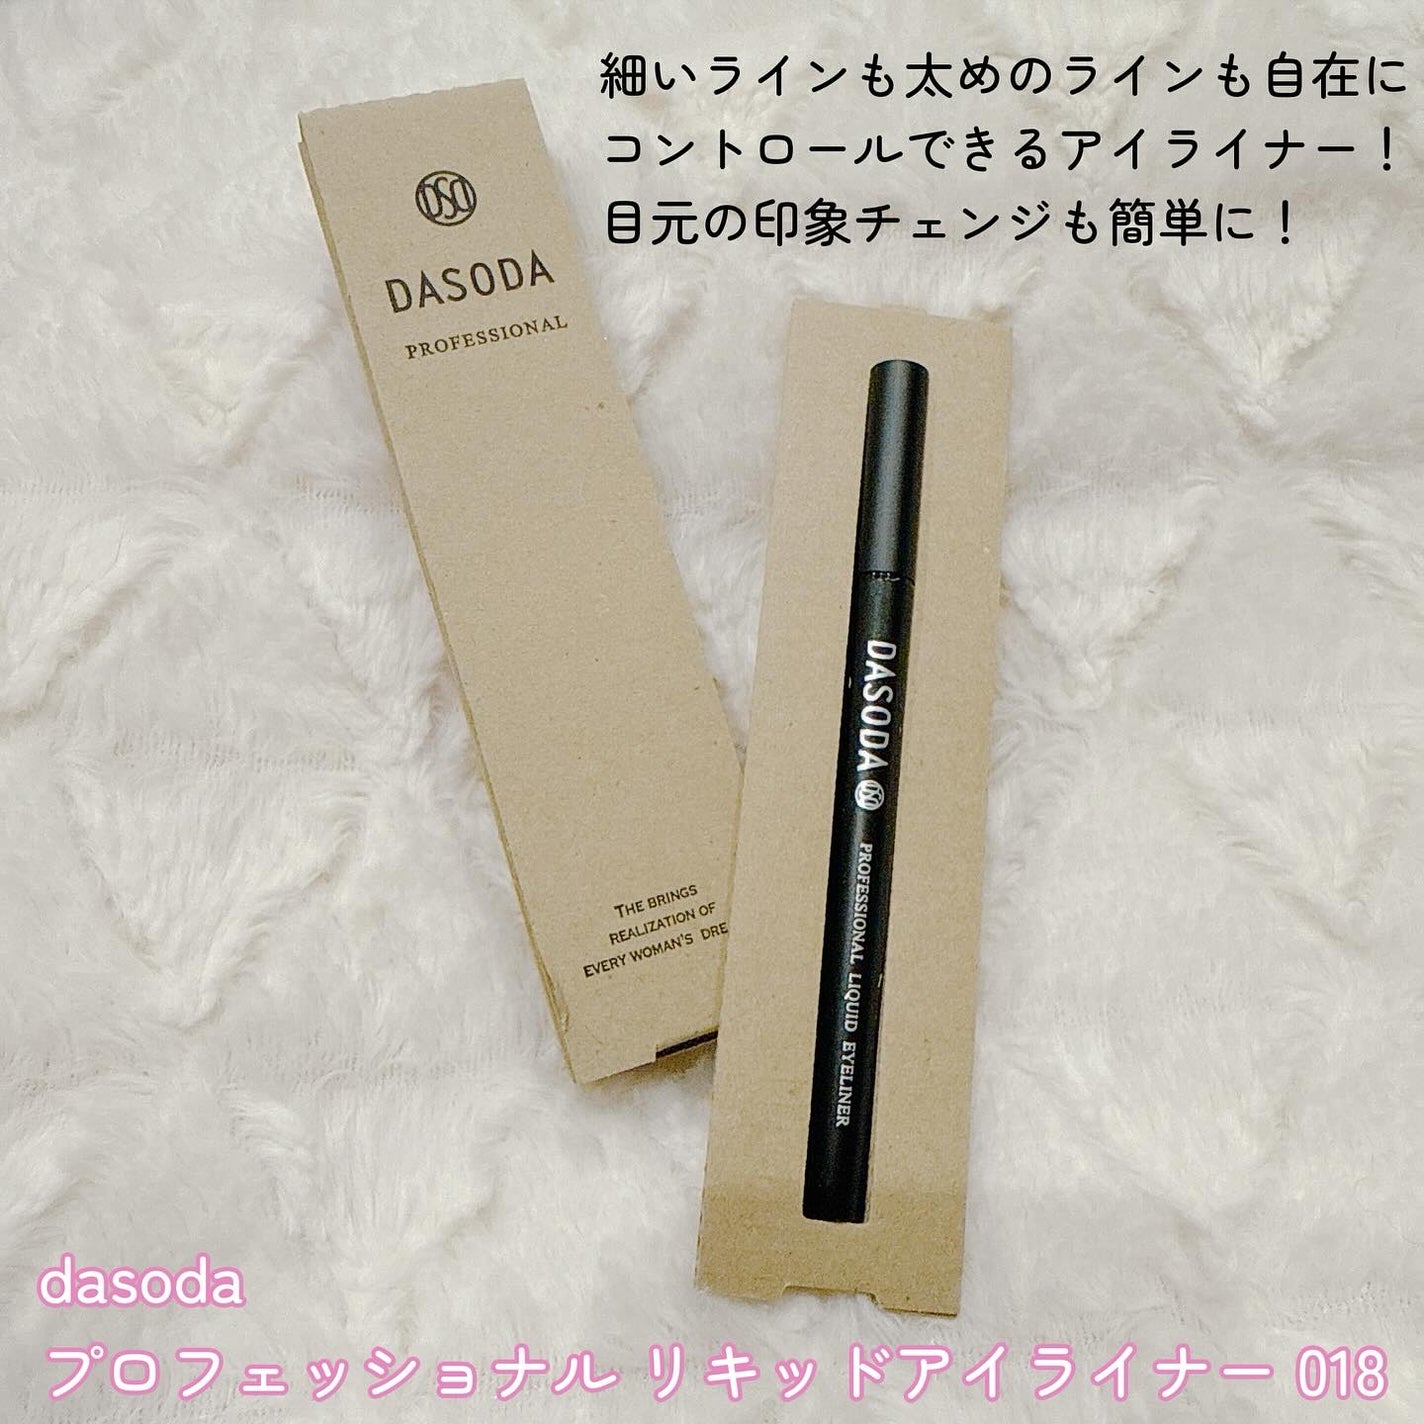 細いラインも太めのラインも自在に
コントロールできるアイライナー！
目元の印象チェンジも簡単に！
DSD
DASODA
PROFESSIONAL
THE BRINGS
REALIZATION OF
EVERY WOMAN'S DRE
DASODA DSD
PROFESSIONAL LIQUID EYELINER
dasoda
プロフェッショナル リキッドアイライナー 018